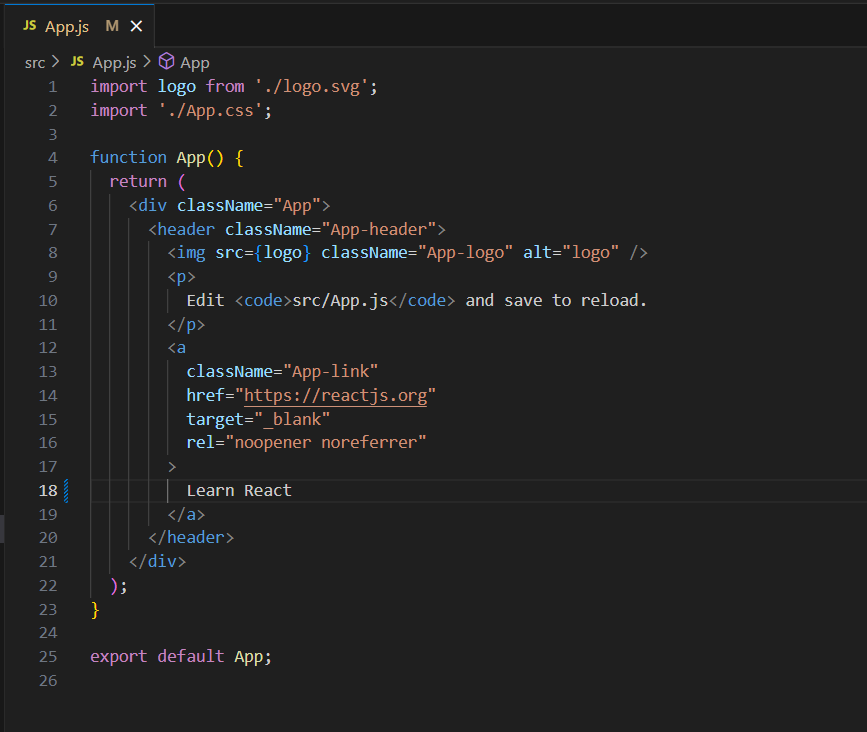 JS App.js M
src > JS App.js > App
1 import logo from './logo.svg';
2 import './App.css';
3
4 function App() {
5   return (
6     <div className="App">
7       <header className="App-header">
8         <img src={logo} className="App-logo" alt="logo" />
9         <p>
10           Edit <code>src/App.js</code> and save to reload.
11         </p>
12         <a
13           className="App-link"
14           href="https://reactjs.org"
15           target="_blank"
16           rel="noopener noreferrer"
17         >
18           Learn React
19         </a>
20       </header>
21     </div>
22   );
23 }
24
25 export default App;
26